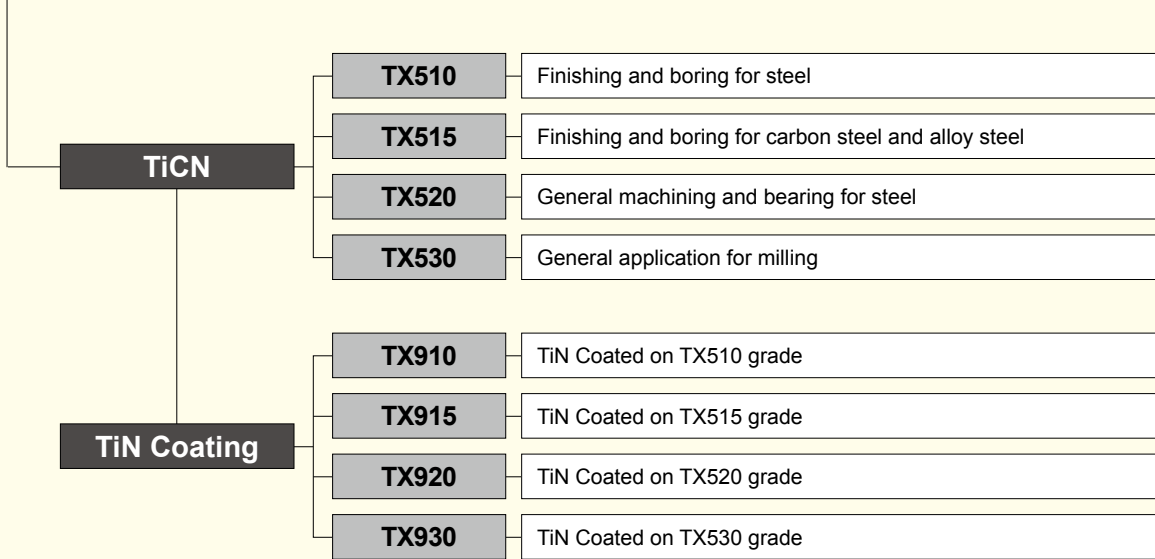 TiCN
TX510 Finishing and boring for steel
TX515 Finishing and boring for carbon steel and alloy steel
TX520 General machining and bearing for steel
TX530 General application for milling
TiN Coating
TX910 TiN Coated on TX510 grade
TX915 TiN Coated on TX515 grade
TX920 TiN Coated on TX520 grade
TX930 TiN Coated on TX530 grade